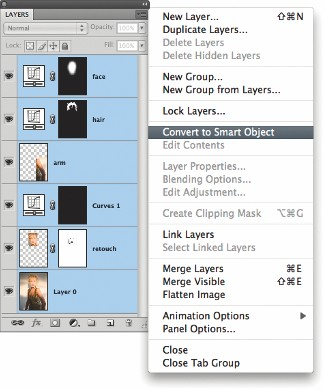 LAYERS
Normal Opacity: 100%
Lock: Fill: 100%
face
hair
arm
Curves 1
retouch
Layer 0
fx
New Layer... ⇧⌘N
Duplicate Layers...
Delete Layers
Delete Hidden Layers
New Group...
New Group from Layers...
Lock Layers...
Convert to Smart Object
Edit Contents
Layer Properties...
Blending Options...
Edit Adjustment...
Create Clipping Mask ⌥⌘G
Link Layers
Select Linked Layers
Merge Layers ⌘E
Merge Visible ⇧⌘E
Flatten Image
Animation Options
Panel Options...
Close
Close Tab Group